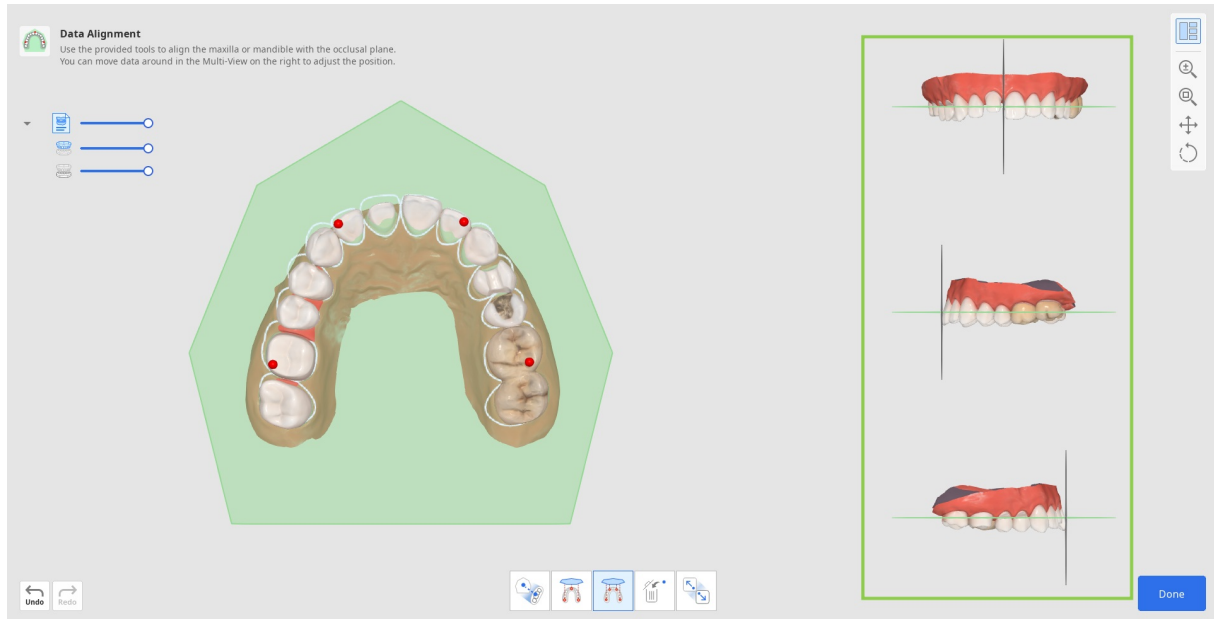 Data Alignment
Use the provided tools to align the maxilla or mandible with the occlusal plane.
You can move data around in the Multi-View on the right to adjust the position.
Undo
Redo
Done